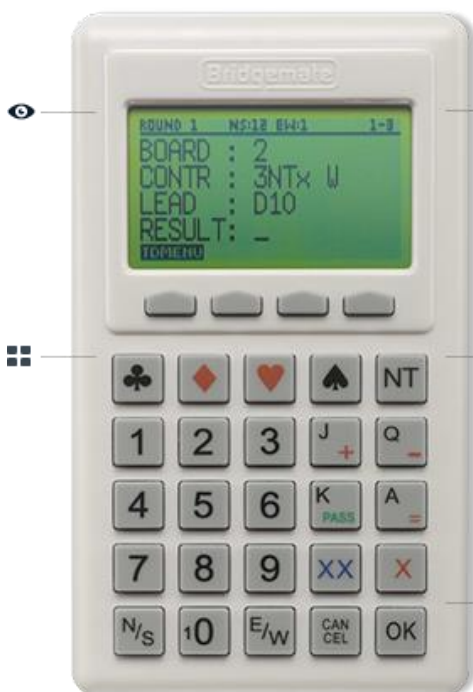 Bridgemate
ROUND 1 NS:12 EW:1 1-3
BOARD : 2
CONTR : 3NTx W
LEAD : D10
RESULT: _
TDMENU
NT
1 2 3 J + Q -
4 5 6 K PASS A =
7 8 9 XX X
N/S 10 E/W CAN CEL OK